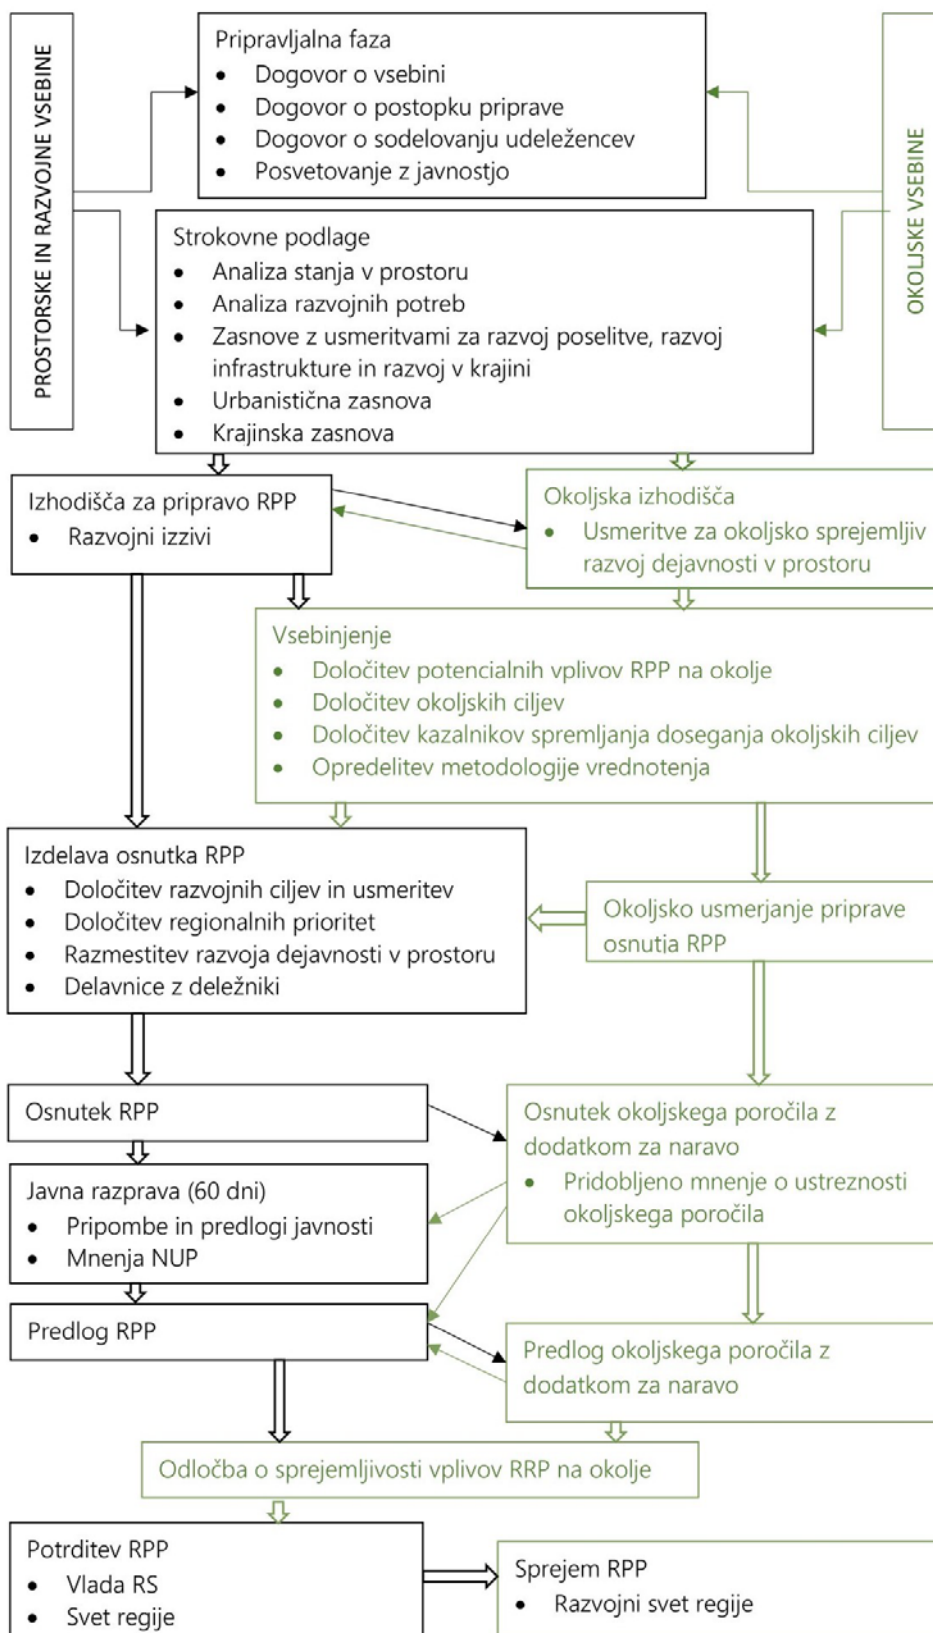 PROSTORSKE IN RAZVOJNE VSEBINE
Pripravljalna faza
• Dogovor o vsebini
• Dogovor o postopku priprave
• Dogovor o sodelovanju udeležencev
• Posvetovanje z javnostjo
OKOLJSKE VSEBINE
Strokovne podlage
• Analiza stanja v prostoru
• Analiza razvojnih potreb
• Zasnove z usmeritvami za razvoj poselitve, razvoj
infrastrukture in razvoj v krajini
• Urbanistična zasnova
• Krajinska zasnova
Izhodišča za pripravo RPP
• Razvojni izzivi
Okoljska izhodišča
• Usmeritve za okoljsko sprejemljiv
razvoj dejavnosti v prostoru
Vsebinjenje
• Določitev potencialnih vplivov RPP na okolje
• Določitev okoljskih ciljev
• Določitev kazalnikov spremljanja doseganja okoljskih ciljev
• Opredelitev metodologije vrednotenja
Izdelava osnutka RPP
• Določitev razvojnih ciljev in usmeritev
• Določitev regionalnih prioritet
• Razmestitev razvoja dejavnosti v prostoru
• Delavnice z deležniki
Okoljsko usmerjanje priprave
osnutja RPP
Osnutek RPP
Osnutek okoljskega poročila z
dodatkom za naravo
• Pridobljeno mnenje o ustreznosti
okoljskega poročila
Javna razprava (60 dni)
• Pripombe in predlogi javnosti
• Mnenja NUP
Predlog RPP
Predlog okoljskega poročila z
dodatkom za naravo
Odločba o sprejemljivosti vplivov RRP na okolje
Potrditev RPP
• Vlada RS
• Svet regije
Sprejem RPP
• Razvojni svet regije